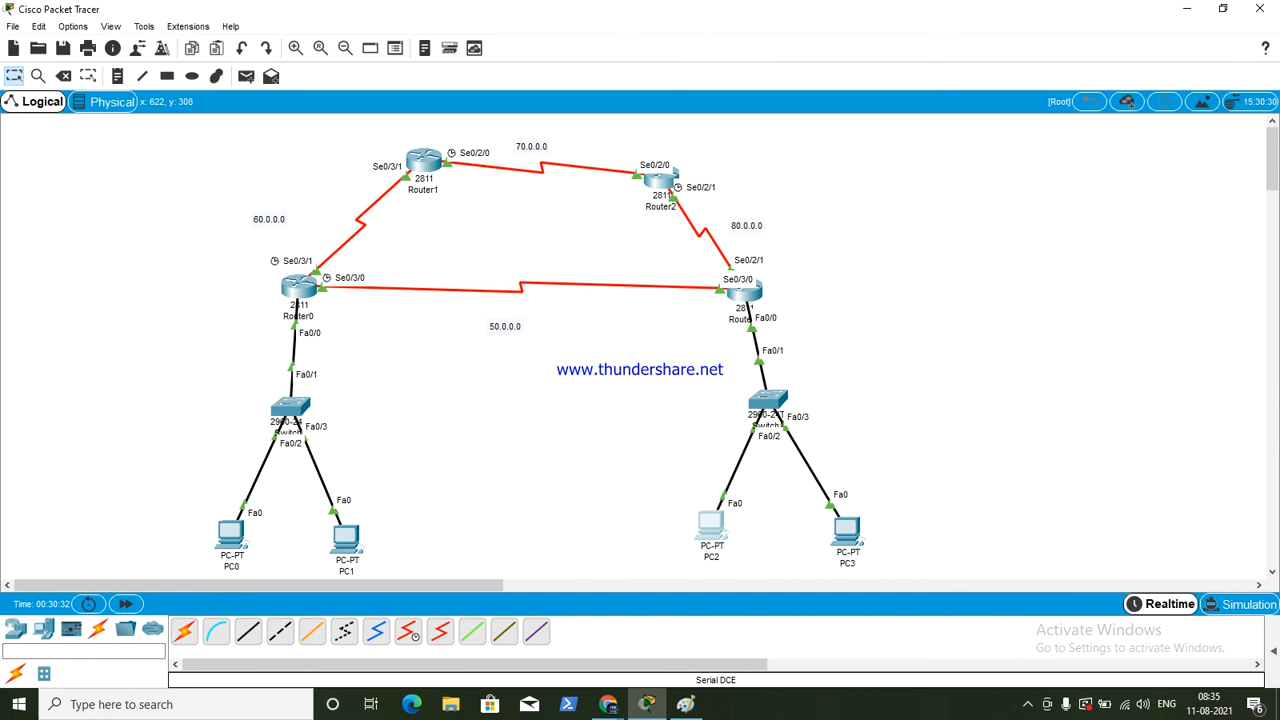 Cisco Packet Tracer
File Edit Options View Tools Extensions Help
Logical Physical x: 622, y: 308 [Root] 15:30:30
Se0/2/0 70.0.0.0
Se0/3/1 Se0/2/0
2811 Se0/2/1
Router1 2811
Router2
60.0.0.0 80.0.0.0
Se0/3/1 Se0/2/1
Se0/3/0 Se0/3/0
2811
Router0 Fa0/0
50.0.0.0
Fa0/0
Fa0/1
www.thundershare.net
Fa0/1
Fa0/3
Fa0/3
Fa0/2
Fa0/2
Fa0 Fa0
Fa0 Fa0
PC-PT PC-PT PC-PT PC-PT
PC0 PC1 PC2 PC3
Time: 00:30:32 Realtime Simulation
Activate Windows
Go to Settings to activate Windows.
Serial DCE
Type here to search
ENG
08:35
11-08-2021
6